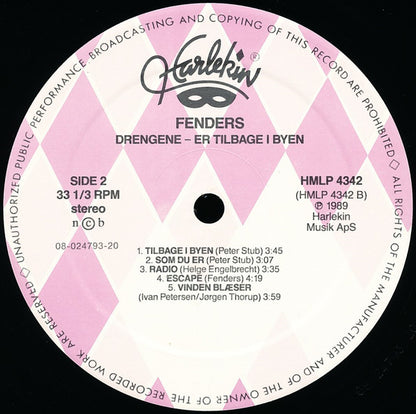 Harlekin ®
FENDERS
DRENGENE – ER TILBAGE I BYEN
SIDE 2
33 1/3 RPM
stereo
n©b
08-024793-20
HMLP 4342
(HMLP 4342 B)
℗ 1989
Harlekin
Musik ApS
1. TILBAGE I BYEN (Peter Stub) 3:45
2. SOM DU ER (Peter Stub) 3:07
3. RADIO (Helge Engelbrecht) 3:35
4. ESCAPE (Fenders) 4:19
5. VINDEN BLÆSER
(Ivan Petersen/Jørgen Thorup) 3:59
◇ UNAUTHORIZED PUBLIC PERFORMANCE BROADCASTING AND COPYING OF THIS RECORD PROHIBITED ◇ ALL RIGHTS OF THE MANUFACTURER AND OF THE OWNER OF THE RECORDED WORK ARE RESERVED